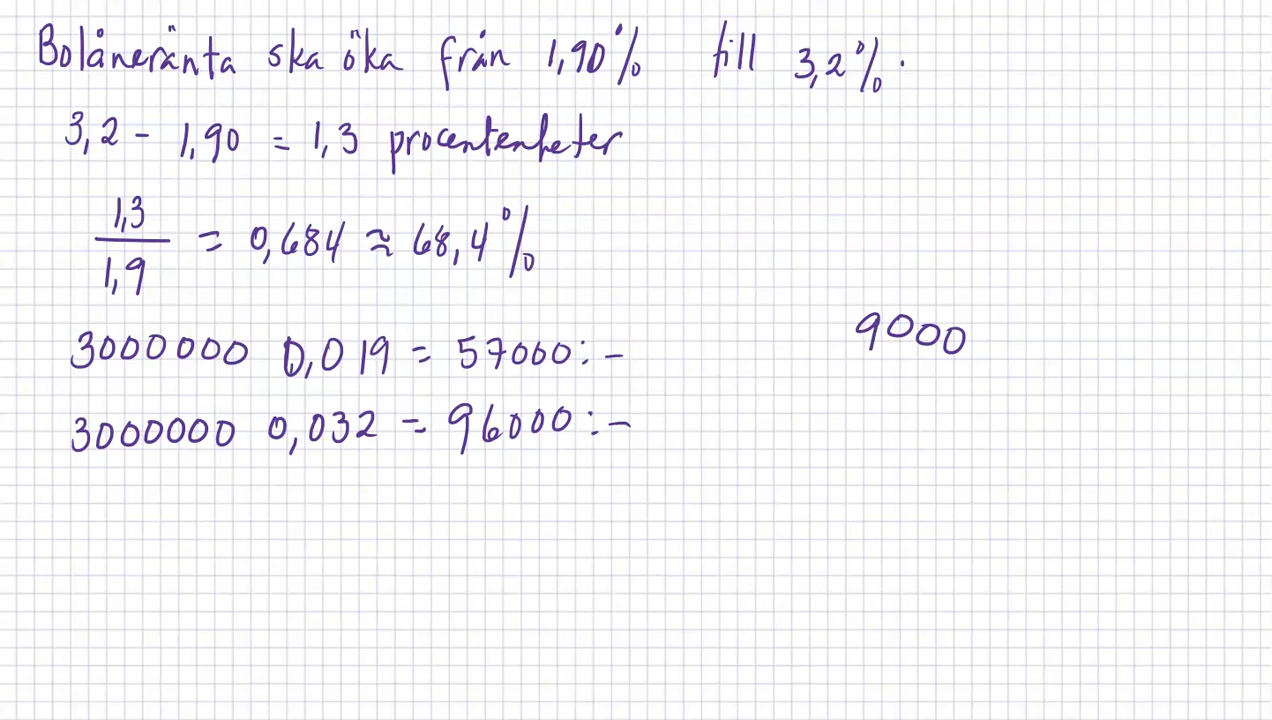 Bolåneränta ska öka från 1,90% till 3,2%.
3,2 - 1,90 = 1,3 procentenheter
1,3
= 0,684 ≈ 68,4%
1,9
9000
3000000 0,019 = 57000:-
3000000 0,032 = 96000:-